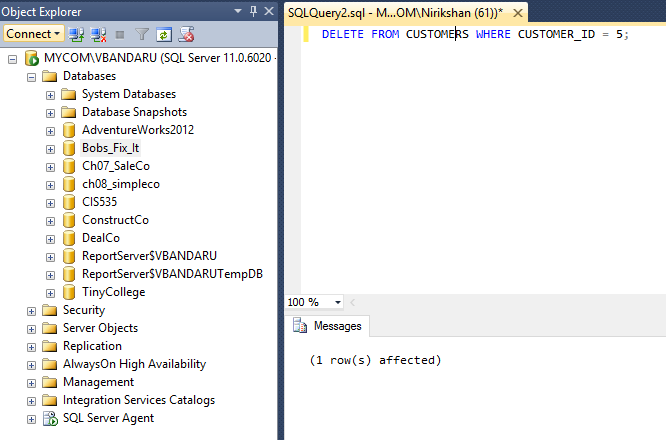 Object Explorer
Connect
MYCOM\VBANDARU (SQL Server 11.0.6020 -
Databases
System Databases
Database Snapshots
AdventureWorks2012
Bobs_Fix_It
Ch07_SaleCo
ch08_simpleco
CIS535
ConstructCo
DealCo
ReportServer$VBANDARU
ReportServer$VBANDARUTempDB
TinyCollege
Security
Server Objects
Replication
AlwaysOn High Availability
Management
Integration Services Catalogs
SQL Server Agent
SQLQuery2.sql - M...OM\Nirikshan (61))*
DELETE FROM CUSTOMERS WHERE CUSTOMER_ID = 5;
100 %
Messages
(1 row(s) affected)